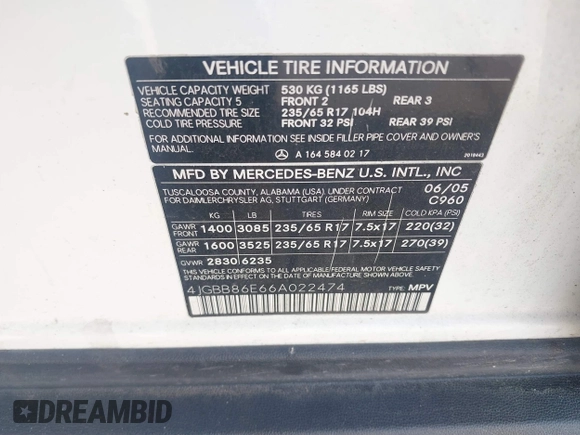 VEHICLE TIRE INFORMATION
VEHICLE CAPACITY WEIGHT 530 KG (1165 LBS)
SEATING CAPACITY 5 FRONT 2 REAR 3
RECOMMENDED TIRE SIZE 235/65 R17 104H
COLD TIRE PRESSURE FRONT 32 PSI REAR 39 PSI
FOR ADDITIONAL INFORMATION SEE INSIDE FILLER PIPE COVER AND OWNER'S
MANUAL.
A 164 584 02 17
2018443
MFD BY MERCEDES-BENZ U.S. INTL., INC
TUSCALOOSA COUNTY, ALABAMA (USA), UNDER CONTRACT 06/05
FOR DAIMLERCHRYSLER AG, STUTTGART (GERMANY) C960
KG LB TIRES RIM SIZE COLD KPA (PSI)
GAWR FRONT 1400 3085 235/65 R17 7.5x17 220(32)
GAWR REAR 1600 3525 235/65 R17 7.5x17 270(39)
GVWR 2830 6235
THIS VEHICLE CONFORMS TO ALL APPLICABLE FEDERAL MOTOR VEHICLE SAFETY
STANDARDS IN EFFECT ON THE DATE OF MANUFACTURE SHOWN ABOVE.
4JGBB86E66A022474 TYPE: MPV
DREAMBID